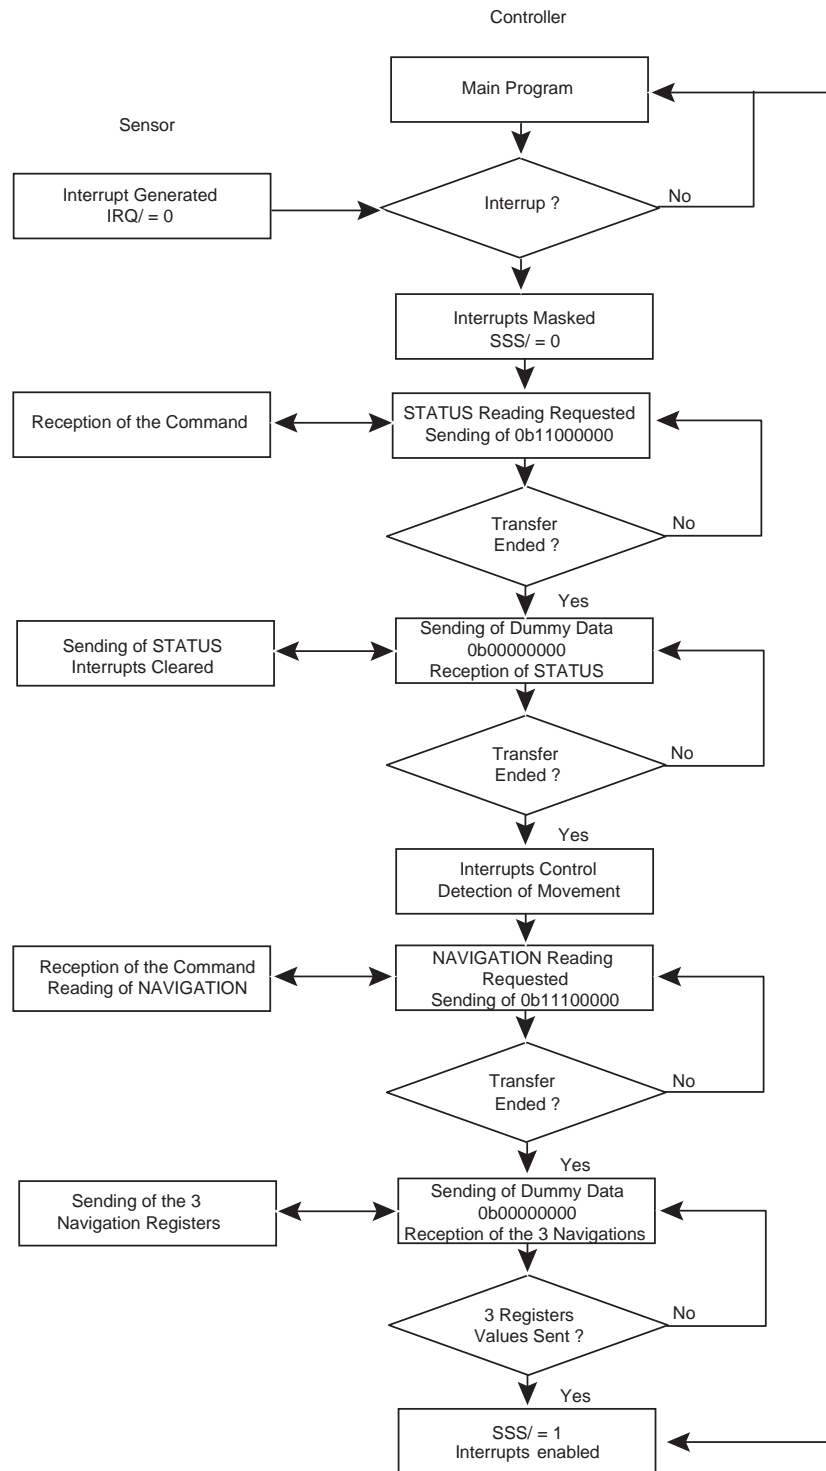 Controller
Main Program
Sensor
Interrupt Generated
IRQ/ = 0
Interrup ?
No
Interrupts Masked
SSS/ = 0
Reception of the Command
STATUS Reading Requested
Sending of 0b11000000
Transfer
Ended ?
No
Yes
Sending of STATUS
Interrupts Cleared
Sending of Dummy Data
0b00000000
Reception of STATUS
Transfer
Ended ?
No
Yes
Interrupts Control
Detection of Movement
Reception of the Command
Reading of NAVIGATION
NAVIGATION Reading
Requested
Sending of 0b11100000
Transfer
Ended ?
No
Yes
Sending of the 3
Navigation Registers
Sending of Dummy Data
0b00000000
Reception of the 3 Navigations
3 Registers
Values Sent ?
No
Yes
SSS/ = 1
Interrupts enabled